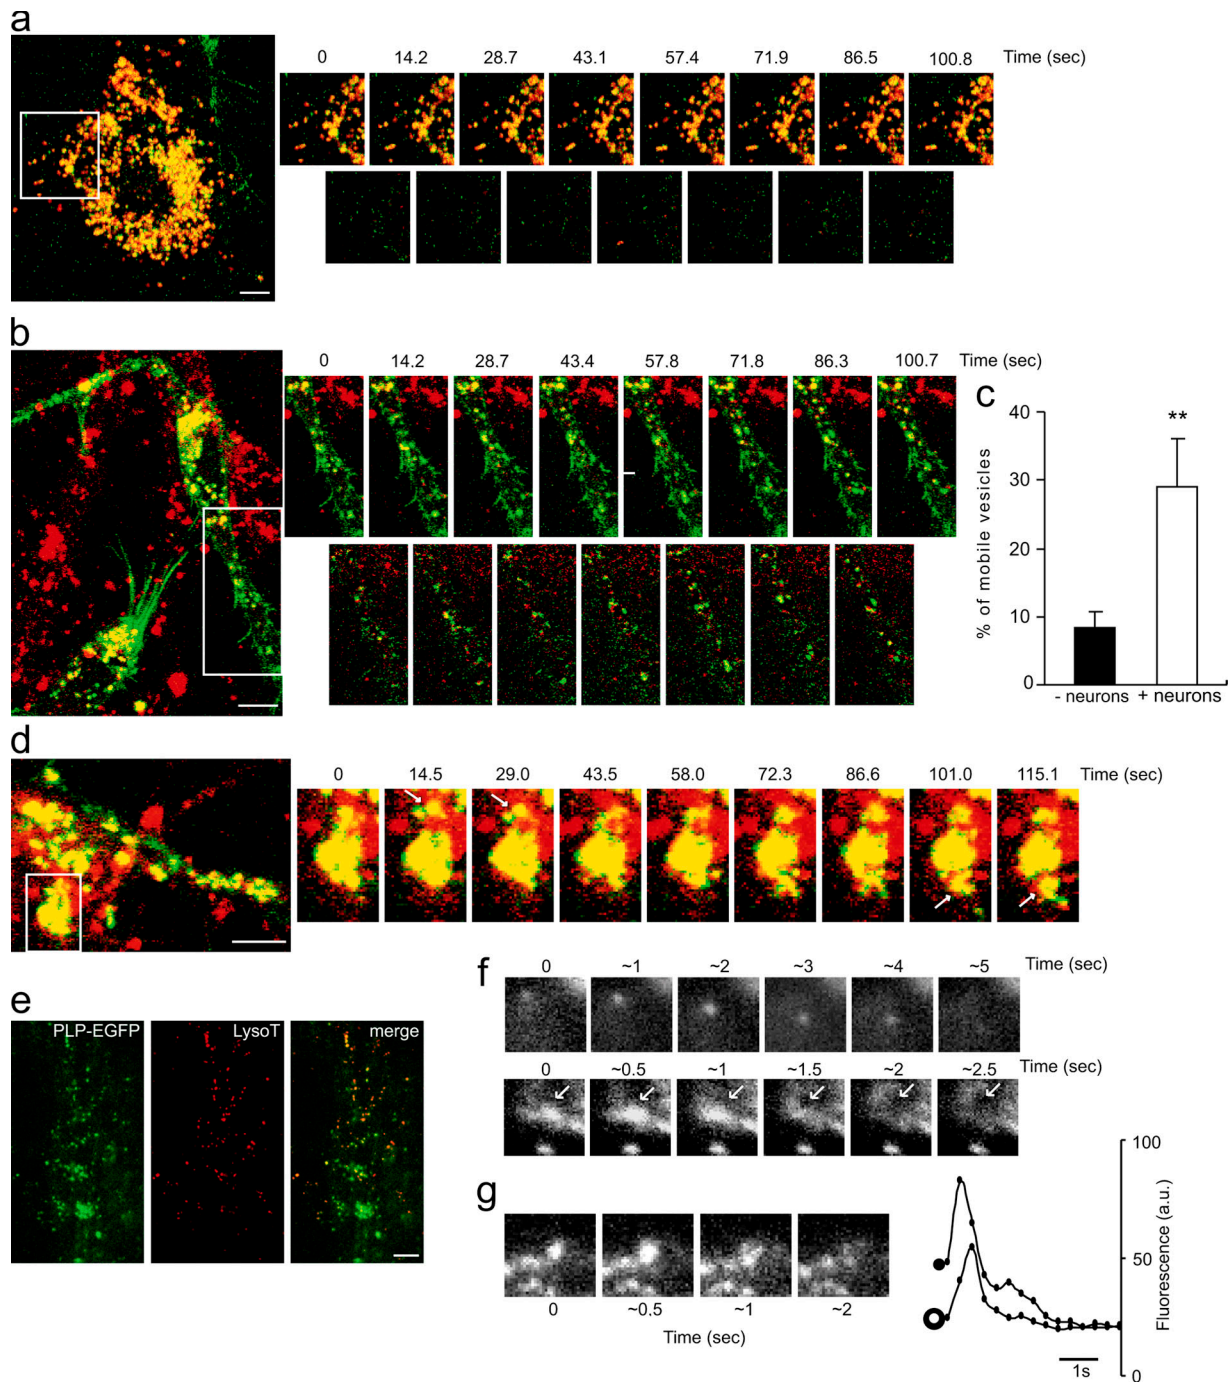 a
0 14.2 28.7 43.1 57.4 71.9 86.5 100.8 Time (sec)
b
0 14.2 28.7 43.4 57.8 71.8 86.3 100.7 Time (sec)
c
% of mobile vesicles
40
30
20
10
0
**
- neurons + neurons
d
0 14.5 29.0 43.5 58.0 72.3 86.6 101.0 115.1 Time (sec)
e
PLP-EGFP LysoT merge
f
0 ~1 ~2 ~3 ~4 ~5 Time (sec)
0 ~0.5 ~1 ~1.5 ~2 ~2.5 Time (sec)
g
0 ~0.5 ~1 ~2
Time (sec)
100
50
0
Fluorescence (a.u.)
1s